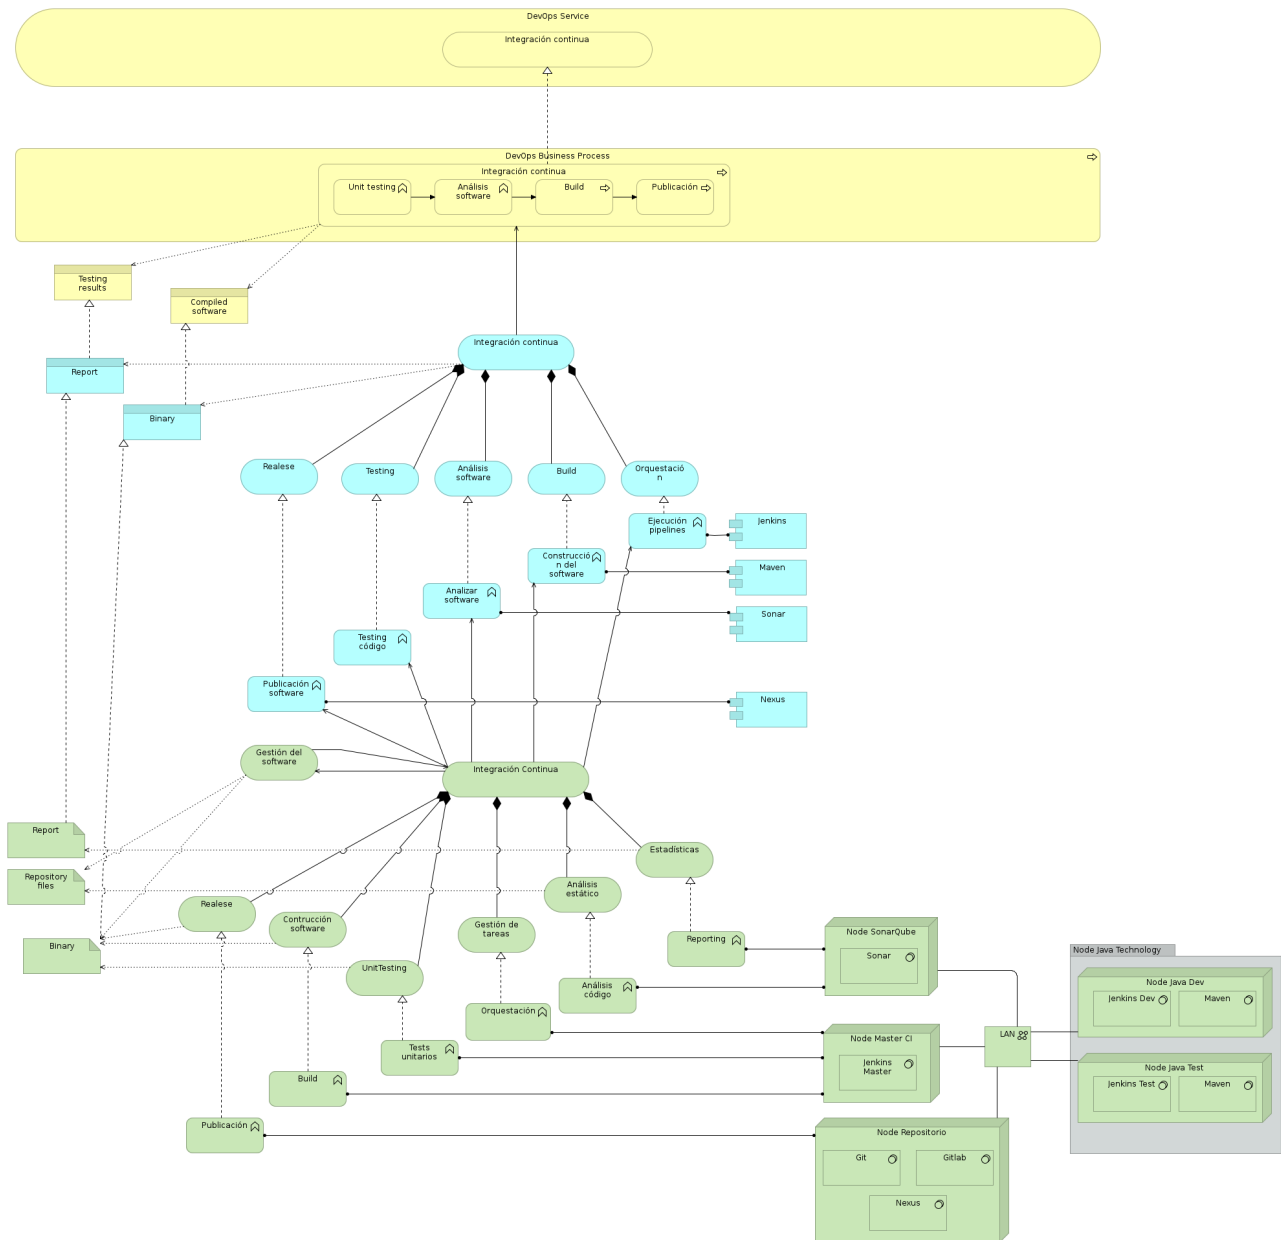 DevOps Service
Integración continua
DevOps Business Process
Integración continua
Unit testing
Análisis
software
Build
Publicación
Testing
results
Compiled
software
Integración continua
Report
Binary
Realese
Testing
Análisis
software
Build
Orquestació
n
Ejecución
pipelines
Jenkins
Construcció
n del
software
Maven
Analizar
software
Sonar
Testing
código
Publicación
software
Nexus
Gestión del
software
Integración Continua
Report
Estadísticas
Repository
files
Análisis
estático
Realese
Contrucción
software
Gestión de
tareas
Binary
UnitTesting
Reporting
Node SonarQube
Sonar
Node Java Technology
Node Java Dev
Jenkins Dev
Maven
Análisis
código
Orquestación
LAN
Node Master CI
Jenkins
Master
Tests
unitarios
Node Java Test
Jenkins Test
Maven
Build
Publicación
Node Repositorio
Git
Gitlab
Nexus